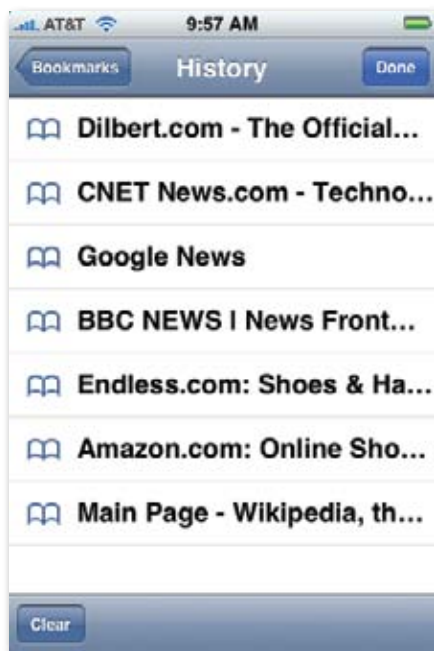 AT&T 9:57 AM
Bookmarks History Done
Dilbert.com - The Official...
CNET News.com - Techno...
Google News
BBC NEWS | News Front...
Endless.com: Shoes & Ha...
Amazon.com: Online Sho...
Main Page - Wikipedia, th...
Clear